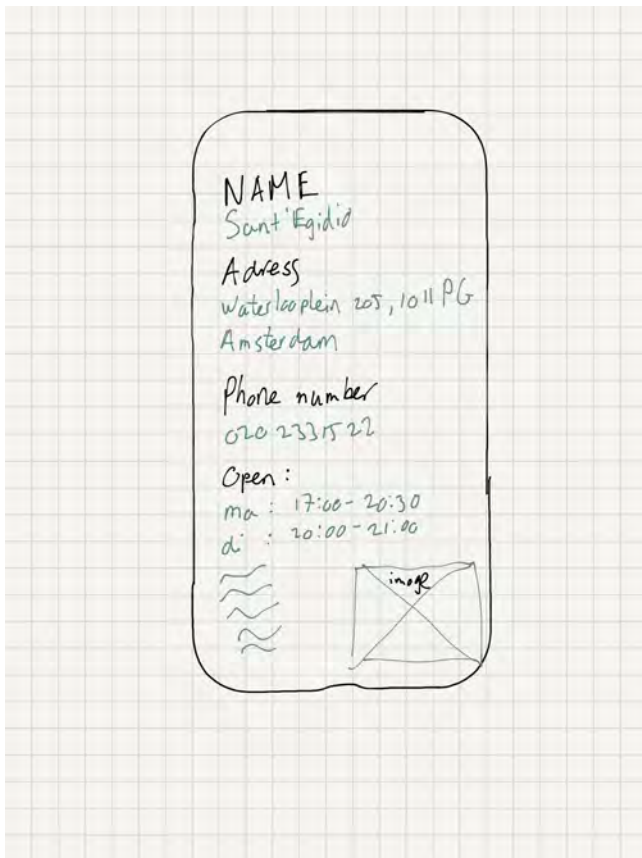 NAME
Sant'Egidio
Adress
Waterlooplein 205, 1011 PG
Amsterdam
Phone number
020 2331522
Open:
ma: 17:00 - 20:30
di: 20:00 - 21:00
image